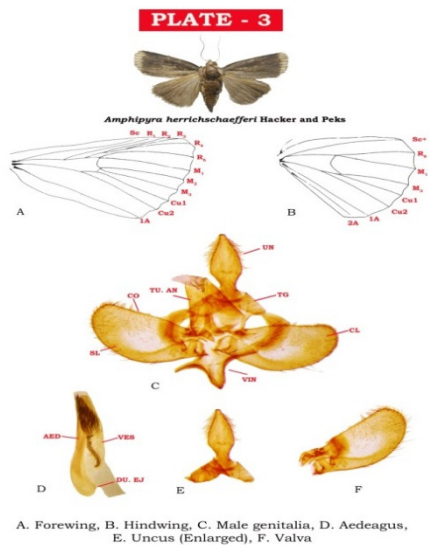 PLATE - 3
Amphipyra herrichschaefferi Hacker and Peks
Sc R₁ R₂ R₃
R₄
R₅
M₁
M₂
M₃
Cu1
Cu2
1A
A
Sc+
R₅
M₁
M₃
Cu1
Cu2
1A
2A
B
UN
TU. AN
TG
CO
CL
SL
VIN
C
AED
VES
DU. EJ
D
E
F
A. Forewing, B. Hindwing, C. Male genitalia, D. Aedeagus,
E. Uncus (Enlarged), F. Valva